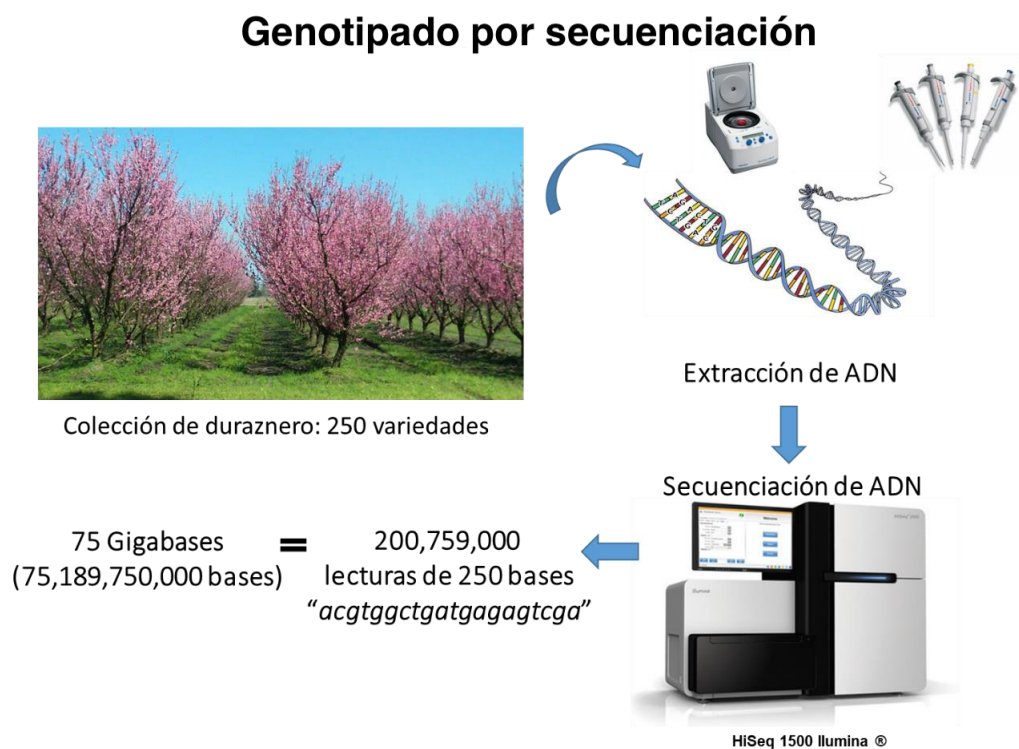 Genotipado por secuenciación
Extracción de ADN
Colección de duraznero: 250 variedades
Secuenciación de ADN
75 Gigabases
(75,189,750,000 bases)
=
200,759,000
lecturas de 250 bases
“acgtggctgatgagagtcga”
HiSeq 1500 Ilumina ®